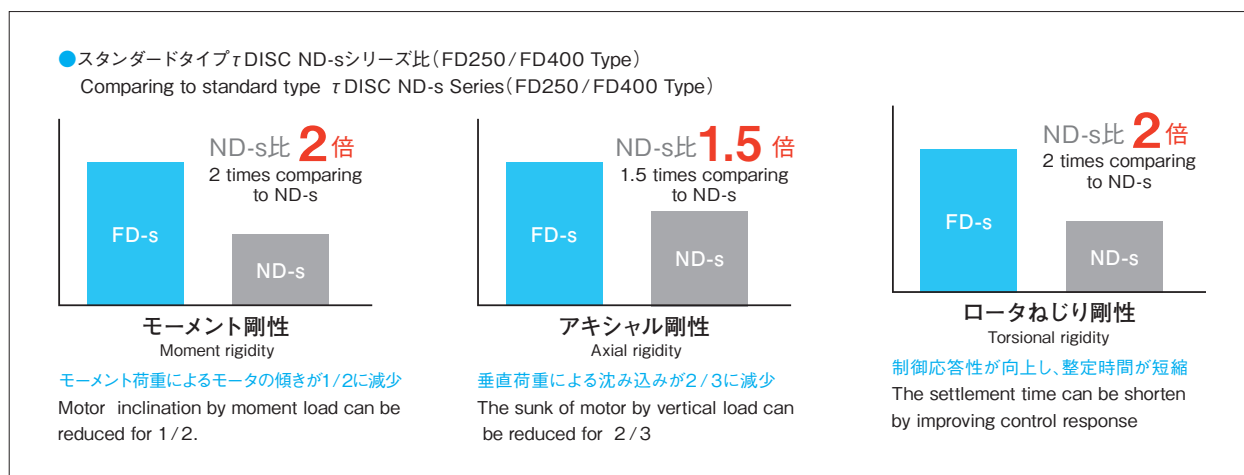 ●スタンダードタイプτDISC ND-sシリーズ比(FD250/FD400 Type)
Comparing to standard type τDISC ND-s Series(FD250/FD400 Type)
ND-s比 2 倍
2 times comparing
to ND-s
FD-s
ND-s
モーメント剛性
Moment rigidity
モーメント荷重によるモータの傾きが1/2に減少
Motor inclination by moment load can be
reduced for 1/2.
ND-s比 1.5 倍
1.5 times comparing
to ND-s
FD-s
ND-s
アキシャル剛性
Axial rigidity
垂直荷重による沈み込みが2/3に減少
The sunk of motor by vertical load can
be reduced for 2/3
ND-s比 2 倍
2 times comparing
to ND-s
FD-s
ND-s
ロータねじり剛性
Torsional rigidity
制御応答性が向上し、整定時間が短縮
The settlement time can be shorten
by improving control response